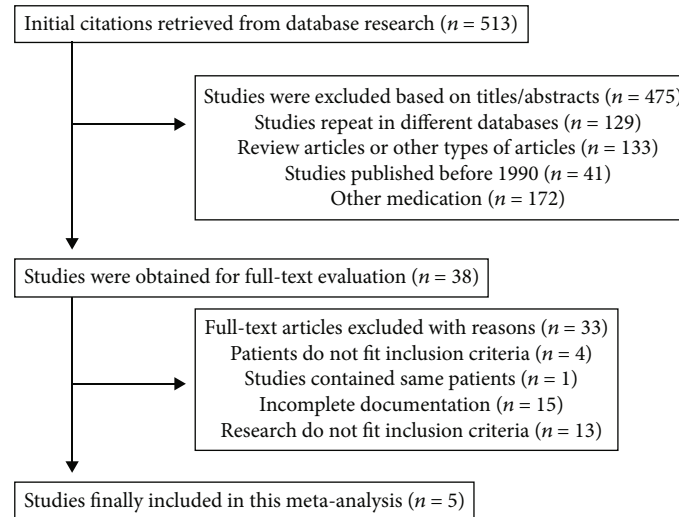 Initial citations retrieved from database research (n = 513)
Studies were excluded based on titles/abstracts (n = 475)
Studies repeat in different databases (n = 129)
Review articles or other types of articles (n = 133)
Studies published before 1990 (n = 41)
Other medication (n = 172)
Studies were obtained for full-text evaluation (n = 38)
Full-text articles excluded with reasons (n = 33)
Patients do not fit inclusion criteria (n = 4)
Studies contained same patients (n = 1)
Incomplete documentation (n = 15)
Research do not fit inclusion criteria (n = 13)
Studies finally included in this meta-analysis (n = 5)